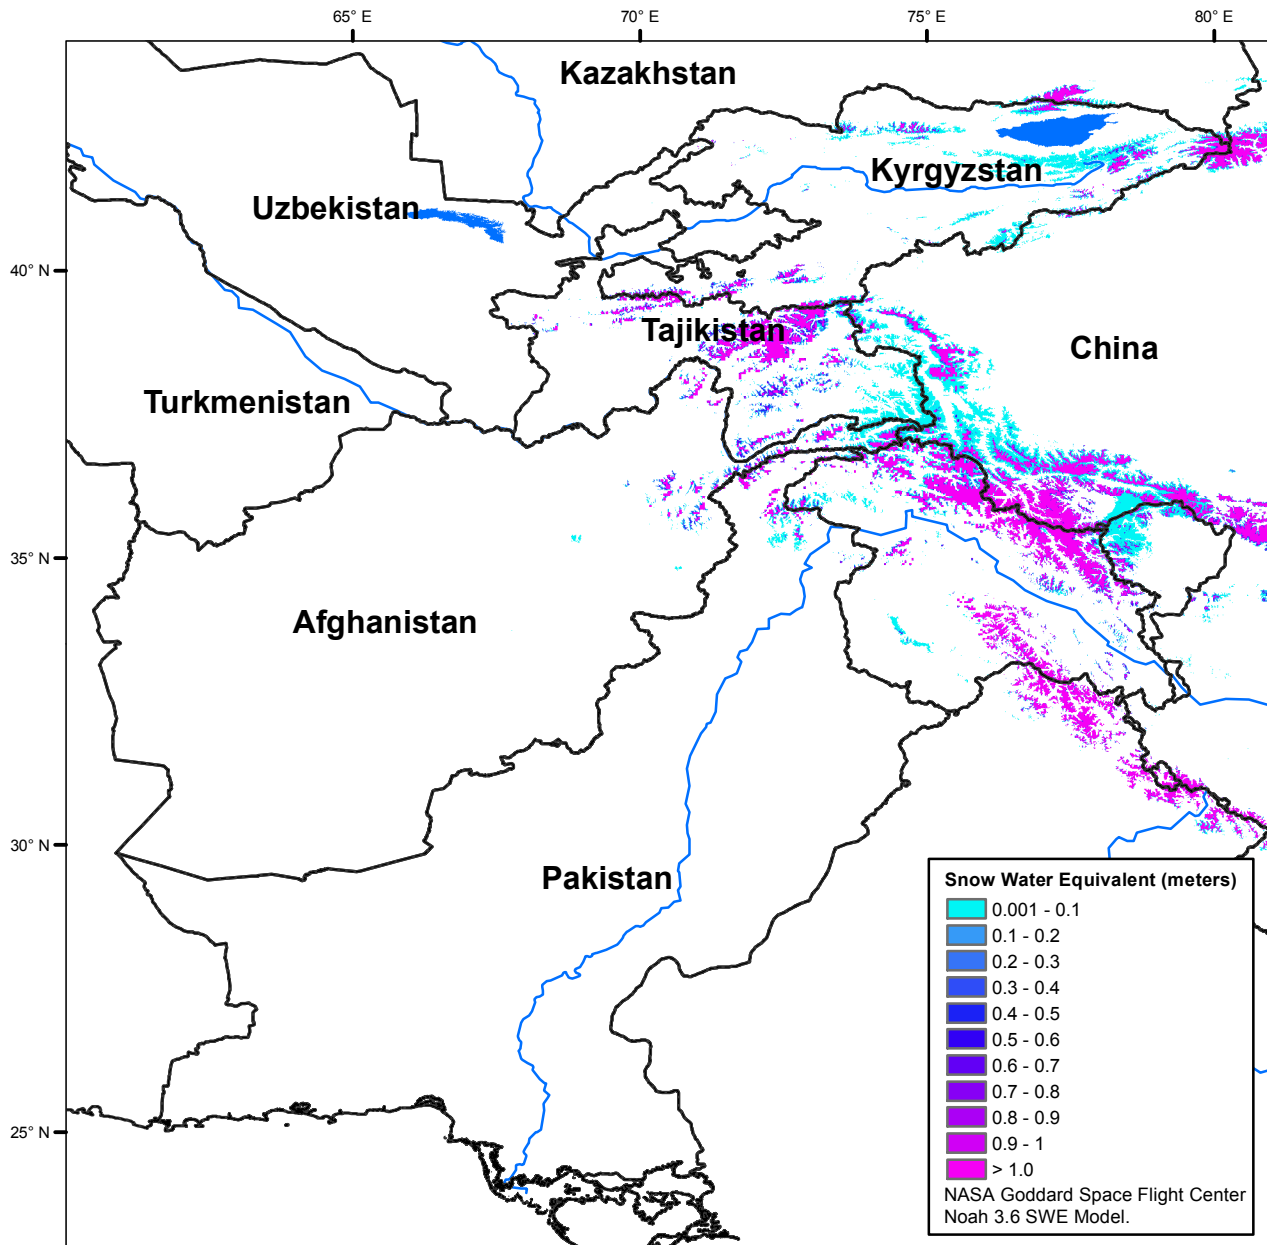 65° E
70° E
75° E
80° E
Kazakhstan
Kyrgyzstan
Uzbekistan
40° N
Tajikistan
China
Turkmenistan
35° N
Afghanistan
30° N
Pakistan
25° N
Snow Water Equivalent (meters)
0.001 - 0.1
0.1 - 0.2
0.2 - 0.3
0.3 - 0.4
0.4 - 0.5
0.5 - 0.6
0.6 - 0.7
0.7 - 0.8
0.8 - 0.9
0.9 - 1
> 1.0
NASA Goddard Space Flight Center
Noah 3.6 SWE Model.